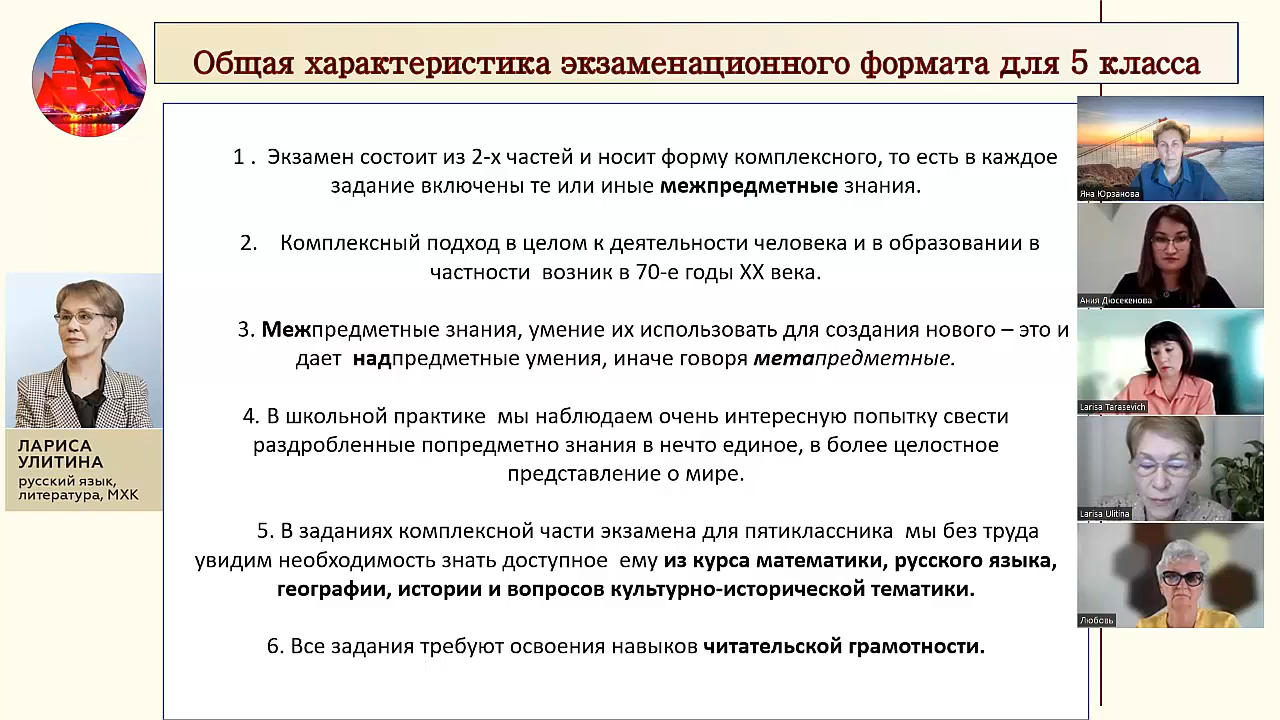 Общая характеристика экзаменационного формата для 5 класса
1 . Экзамен состоит из 2-х частей и носит форму комплексного, то есть в каждое
задание включены те или иные межпредметные знания.
2. Комплексный подход в целом к деятельности человека и в образовании в
частности возник в 70-е годы XX века.
3. Межпредметные знания, умение их использовать для создания нового – это и
дает надпредметные умения, иначе говоря метапредметные.
4. В школьной практике мы наблюдаем очень интересную попытку свести
раздробленные попредметно знания в нечто единое, в более целостное
представление о мире.
5. В заданиях комплексной части экзамена для пятиклассника мы без труда
увидим необходимость знать доступное ему из курса математики, русского языка,
географии, истории и вопросов культурно-исторической тематики.
6. Все задания требуют освоения навыков читательской грамотности.
ЛАРИСА
УЛИТИНА
русский язык,
литература, МХК
Яна Юрзанова
Ания Дюсекенова
Larisa Tarasevich
Larisa Ulitina
Любовь